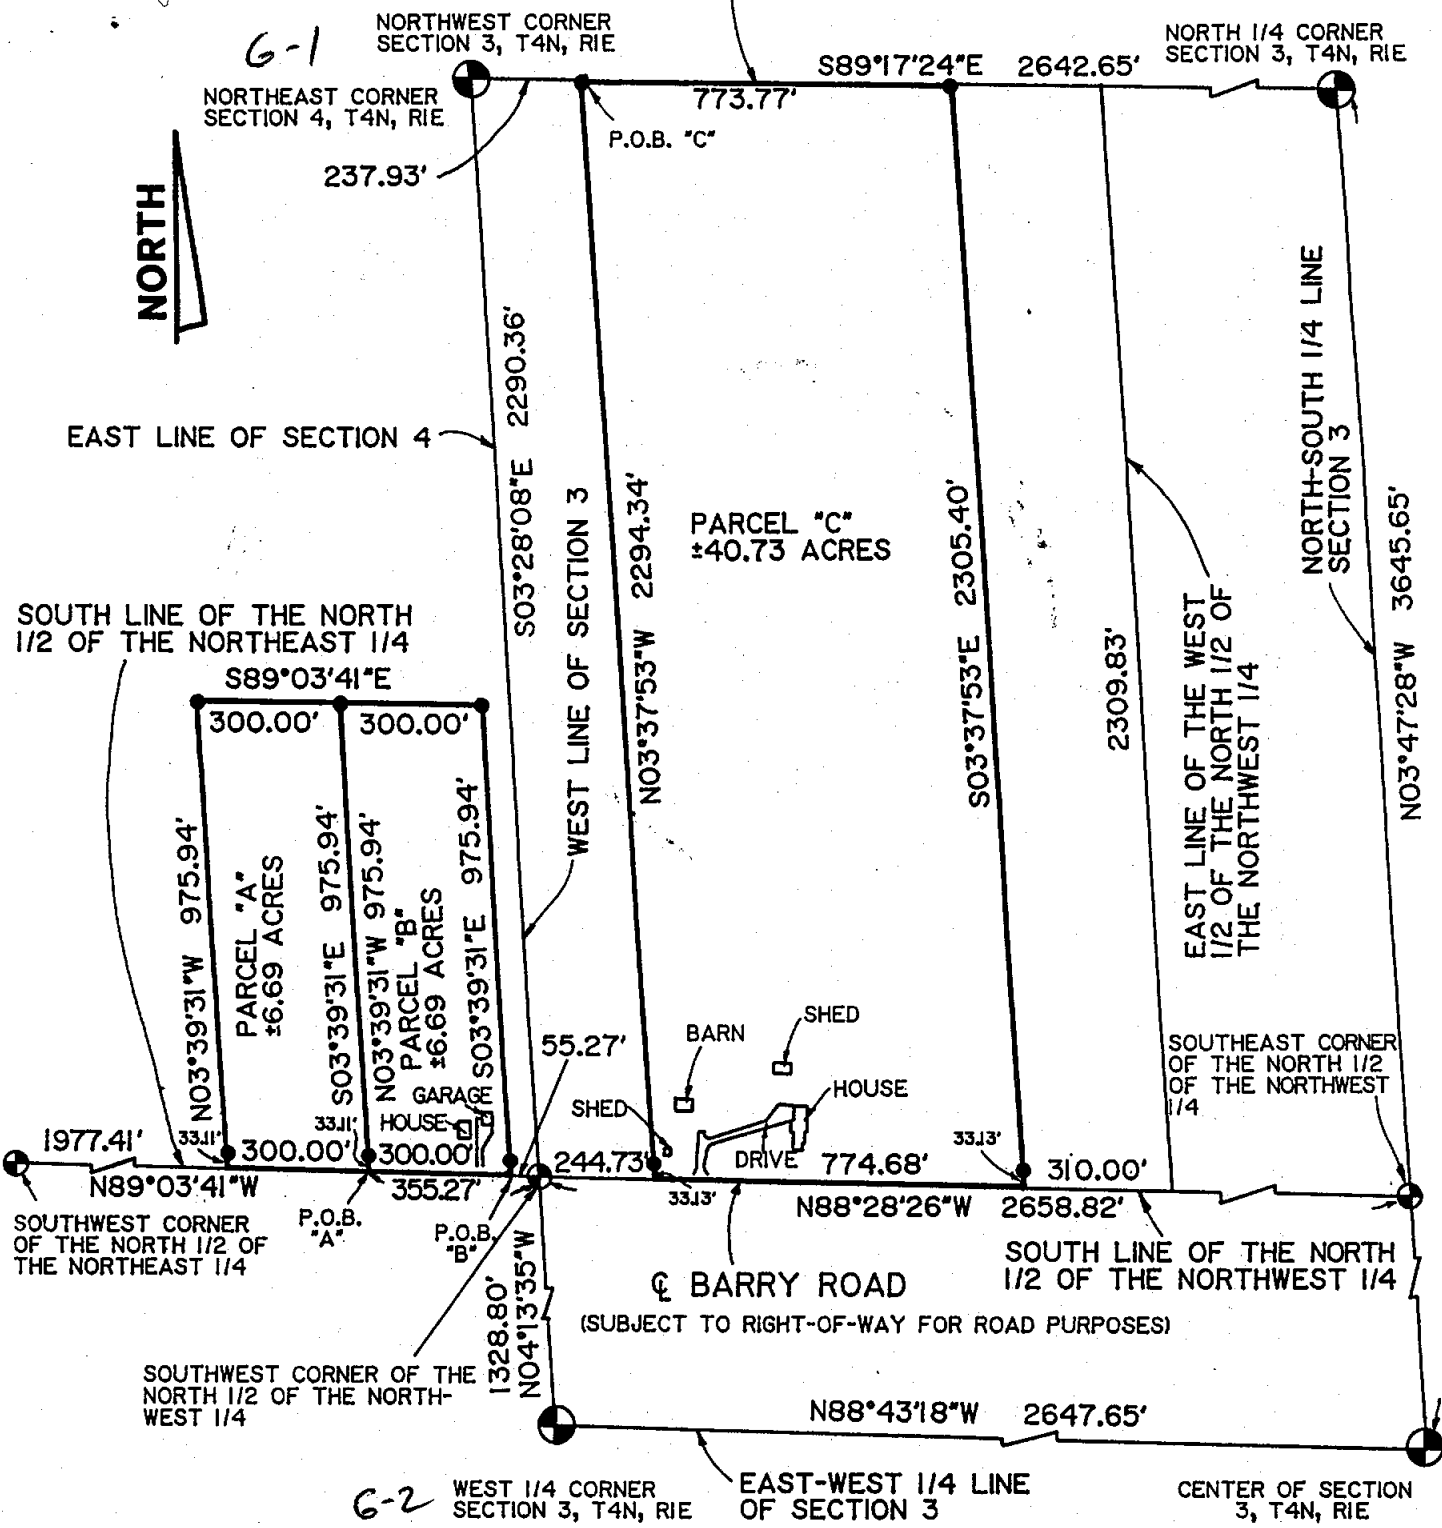 G-1
NORTHWEST CORNER
SECTION 3, T4N, R1E
NORTH 1/4 CORNER
SECTION 3, T4N, R1E
S89°17'24"E 2642.65'
NORTHEAST CORNER
SECTION 4, T4N, R1E
773.77'
P.O.B. "C"
237.93'
NORTH
EAST LINE OF SECTION 4
S03°28'08"E 2290.36'
WEST LINE OF SECTION 3
N03°37'53"W 2294.34'
PARCEL "C"
±40.73 ACRES
S03°37'53"E 2305.40'
2309.83'
EAST LINE OF THE WEST
1/2 OF THE NORTH 1/2 OF
THE NORTHWEST 1/4
NORTH-SOUTH 1/4 LINE
SECTION 3
N03°47'28"W 3645.65'
SOUTH LINE OF THE NORTH
1/2 OF THE NORTHEAST 1/4
S89°03'41"E
300.00'
300.00'
N03°39'31"W 975.94'
PARCEL "A"
±6.69 ACRES
S03°39'31"E 975.94'
N03°39'31"W 975.94'
PARCEL "B"
±6.69 ACRES
S03°39'31"E 975.94'
GARAGE
HOUSE
55.27'
BARN
SHED
SHED
HOUSE
DRIVE
SOUTHEAST CORNER
OF THE NORTH 1/2
OF THE NORTHWEST
1/4
1977.41'
33.11'
300.00'
33.11'
300.00'
244.73'
33.13'
774.68'
33.13'
310.00'
N89°03'41"W
355.27'
N88°28'26"W 2658.82'
SOUTHWEST CORNER
OF THE NORTH 1/2 OF
THE NORTHEAST 1/4
P.O.B.
"A"
P.O.B.
"B"
SOUTH LINE OF THE NORTH
1/2 OF THE NORTHWEST 1/4
℄ BARRY ROAD
(SUBJECT TO RIGHT-OF-WAY FOR ROAD PURPOSES)
1328.80'
N04°13'35"W
SOUTHWEST CORNER OF THE
NORTH 1/2 OF THE NORTH-
WEST 1/4
N88°43'18"W 2647.65'
G-2
WEST 1/4 CORNER
SECTION 3, T4N, R1E
EAST-WEST 1/4 LINE
OF SECTION 3
CENTER OF SECTION
3, T4N, R1E